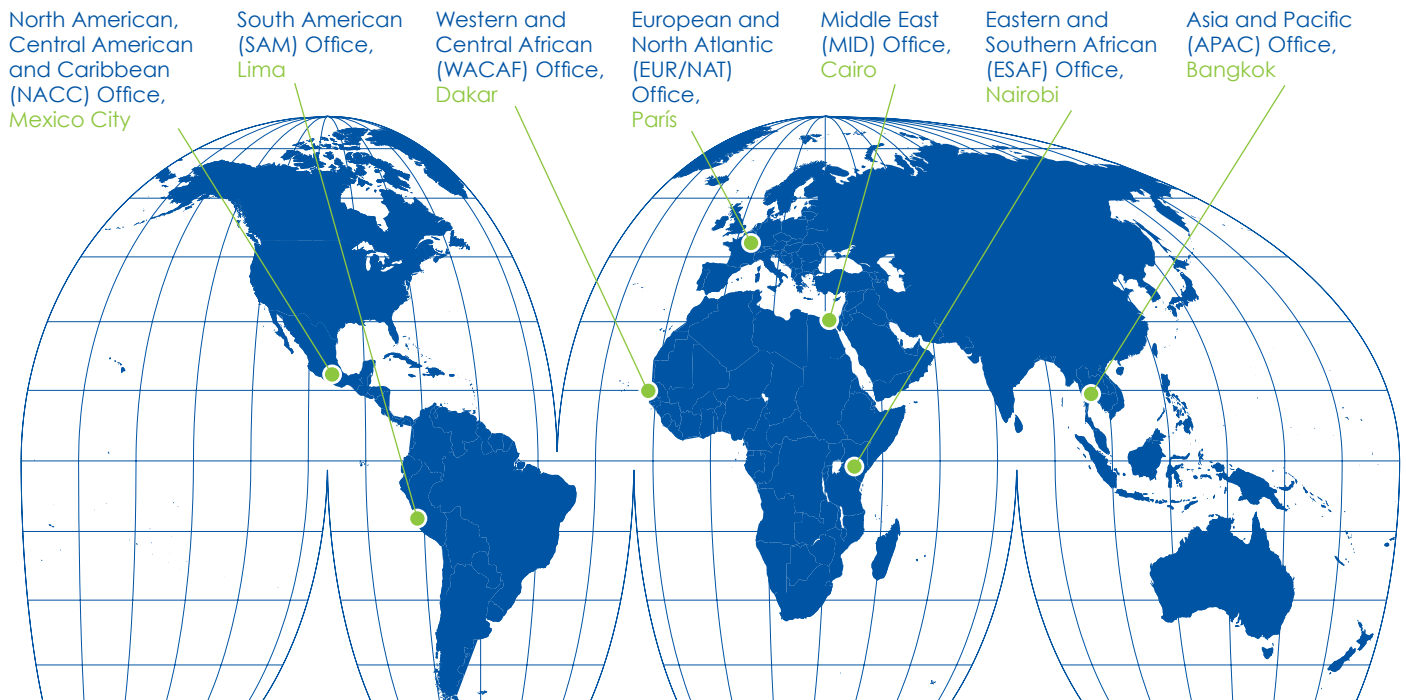 North American,
Central American
and Caribbean
(NACC) Office,
Mexico City
South American
(SAM) Office,
Lima
Western and
Central African
(WACAF) Office,
Dakar
European and
North Atlantic
(EUR/NAT)
Office,
París
Middle East
(MID) Office,
Cairo
Eastern and
Southern African
(ESAF) Office,
Nairobi
Asia and Pacific
(APAC) Office,
Bangkok